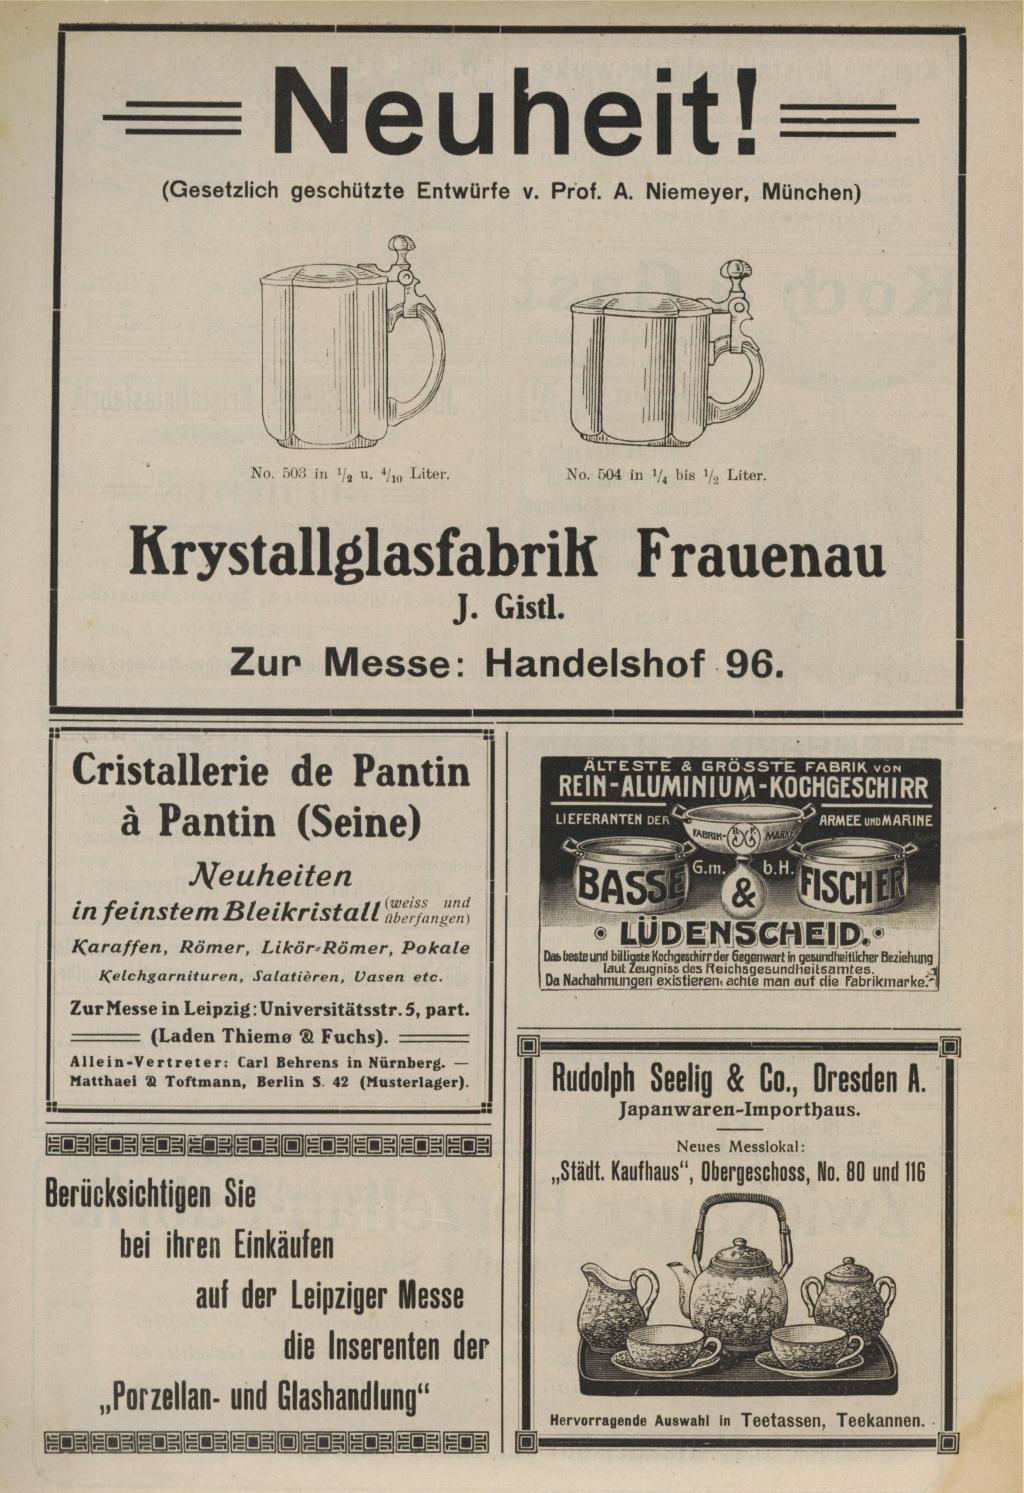 Neuheit!
(Gesetzlich geschützte Entwürfe v. Prof. A. Niemeyer, München)
No. 503 in 1/2 u. 4/10 Liter.
No. 504 in 1/4 bis 1/2 Liter.
Krystallglasfabrik Frauenau
J. Gistl.
Zur Messe: Handelshof 96.
Cristallerie de Pantin
à Pantin (Seine)
Neuheiten
in feinstem Bleikristall (weiss und
überfangen)
Karaffen, Römer, Likör-Römer, Pokale
Kelchgarnituren, Salatièren, Vasen etc.
Zur Messe in Leipzig: Universitätsstr. 5, part.
(Laden Thieme & Fuchs).
Allein-Vertreter: Carl Behrens in Nürnberg. —
Matthaei & Toftmann, Berlin S. 42 (Musterlager).
Berücksichtigen Sie
bei ihren Einkäufen
auf der Leipziger Messe
die Inserenten der
„Porzellan- und Glashandlung“
ÄLTESTE & GRÖSSTE FABRIK VON
REIN-ALUMINIUM-KOCHGESCHIRR
LIEFERANTEN DER ARMEE UND MARINE
FABRIK- MARKE
BASSE G.m. & b.H. FISCHER
LÜDENSCHEID.
Das beste und billigste Kochgeschirr der Gegenwart in gesundheitlicher Beziehung
laut Zeugniss des Reichsgesundheitsamtes.
Da Nachahmungen existieren, achte man auf die Fabrikmarke.
Rudolph Seelig & Co., Dresden A.
Japanwaren-Importhaus.
Neues Messlokal:
„Städt. Kaufhaus“, Obergeschoss, No. 80 und 116
Hervorragende Auswahl in Teetassen, Teekannen.